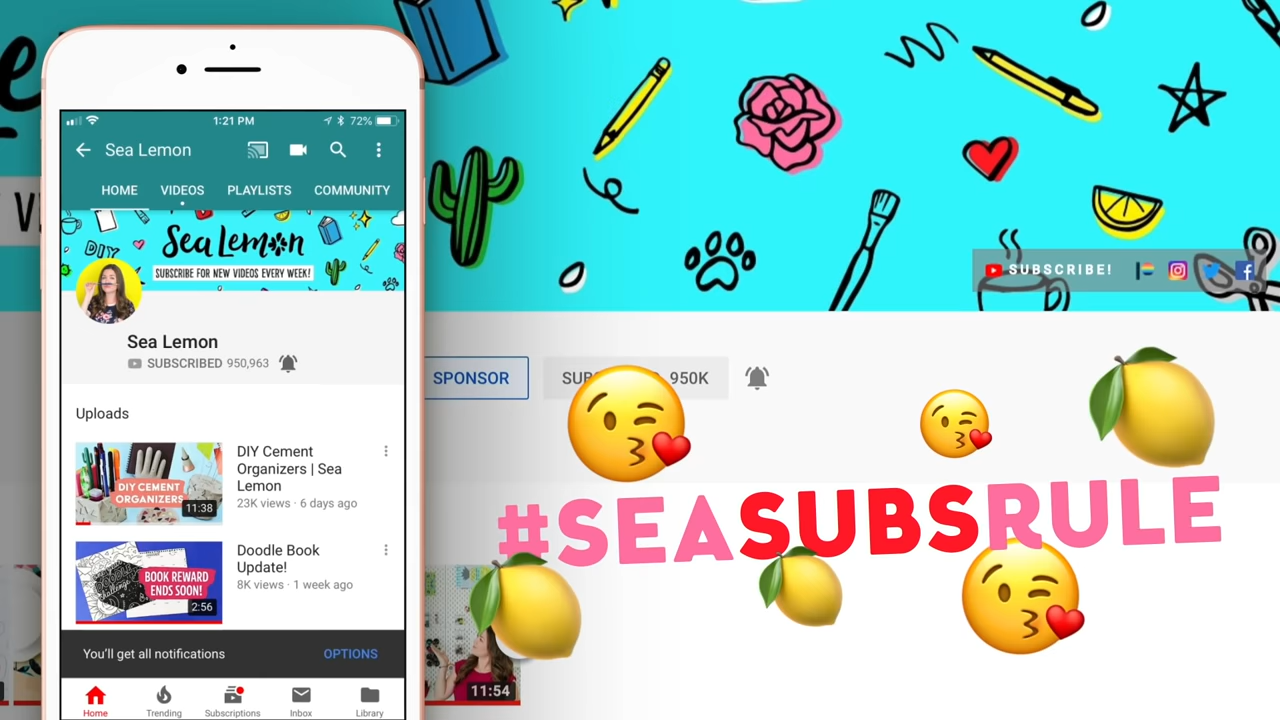 1:21 PM
72%
Sea Lemon
HOME VIDEOS PLAYLISTS COMMUNITY
DIY
Sea Lemon
SUBSCRIBE FOR NEW VIDEOS EVERY WEEK!
Sea Lemon
SUBSCRIBED 950,963
Uploads
DIY CEMENT
ORGANIZERS
11:38
DIY Cement
Organizers | Sea
Lemon
23K views · 6 days ago
BOOK REWARD
ENDS SOON!
2:56
Doodle Book
Update!
8K views · 1 week ago
You'll get all notifications OPTIONS
Home Trending Subscriptions Inbox Library
SUBSCRIBE!
SPONSOR
950K
#SEASUBSRULE
11:54